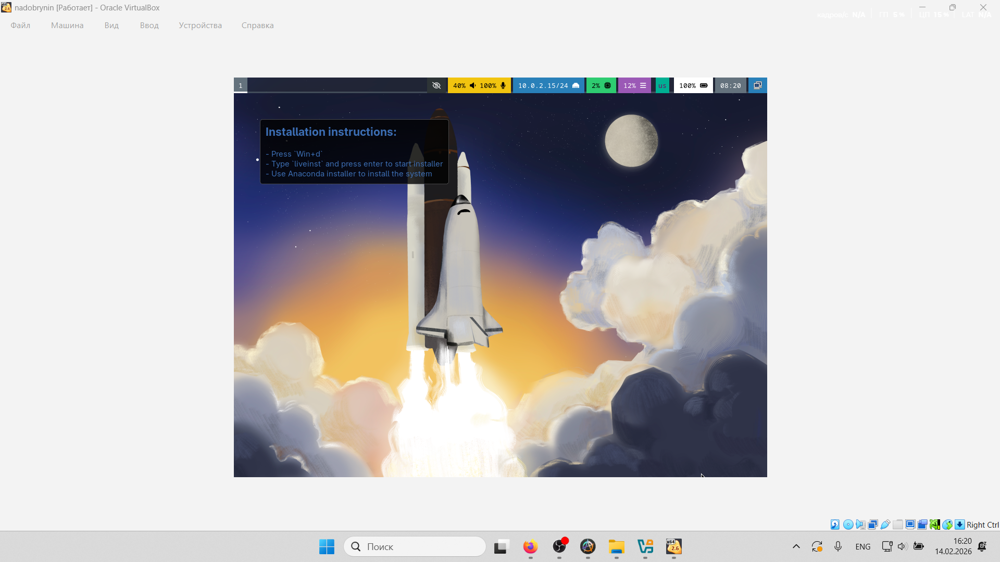 nadobrynin [Работает] - Oracle VirtualBox
кадров/с N/A ГП 5 % ЦП 15 % LAT N/A
Файл Машина Вид Ввод Устройства Справка
1 40% 100% 10.0.2.15/24 2% 12% us 100% 08:20
Installation instructions:
- Press `Win+d`
- Type `liveinst` and press enter to start installer
- Use Anaconda installer to install the system
Right Ctrl
Поиск
x64
2.6
ENG
16:20
14.02.2026